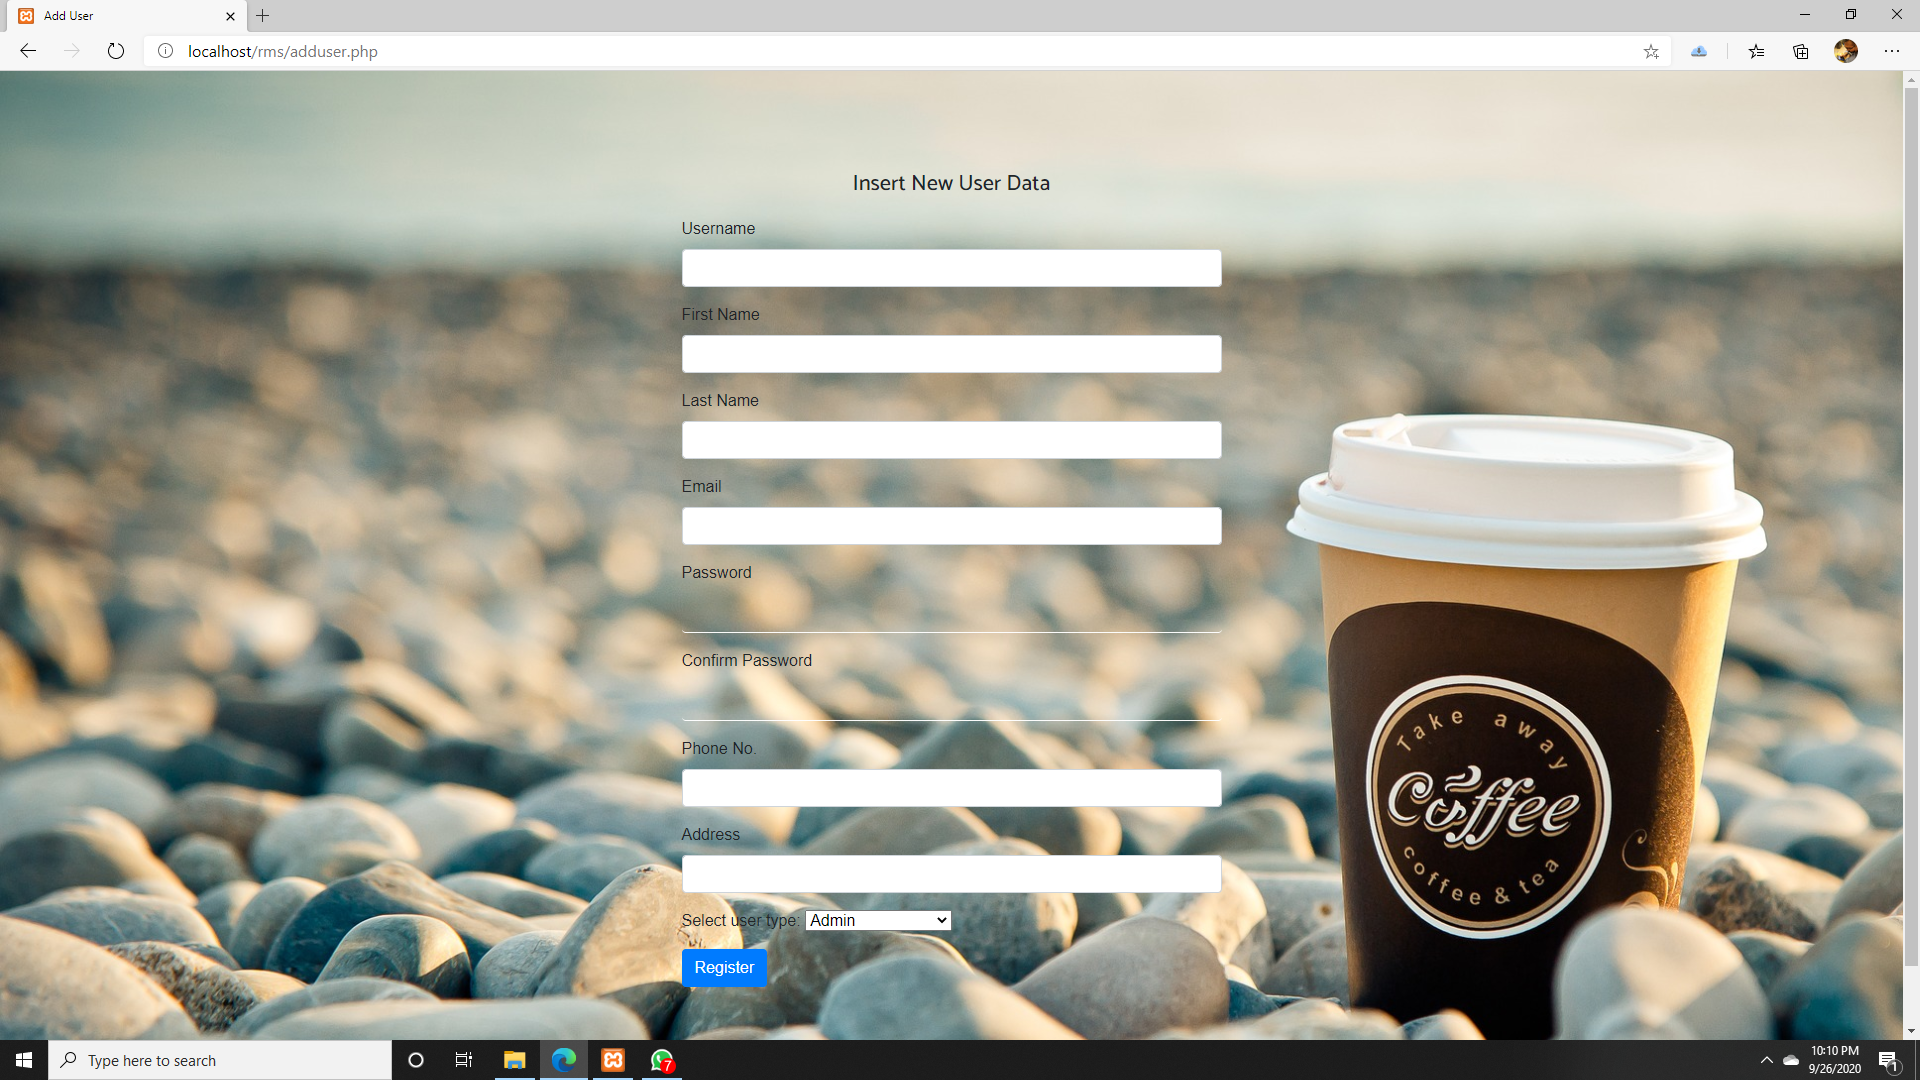 Add User
localhost/rms/adduser.php
Insert New User Data
Username
First Name
Last Name
Email
Password
Confirm Password
Phone No.
Address
Select user type: Admin
Register
Take away
Coffee
coffee & tea
Type here to search
7
10:10 PM
9/26/2020
1